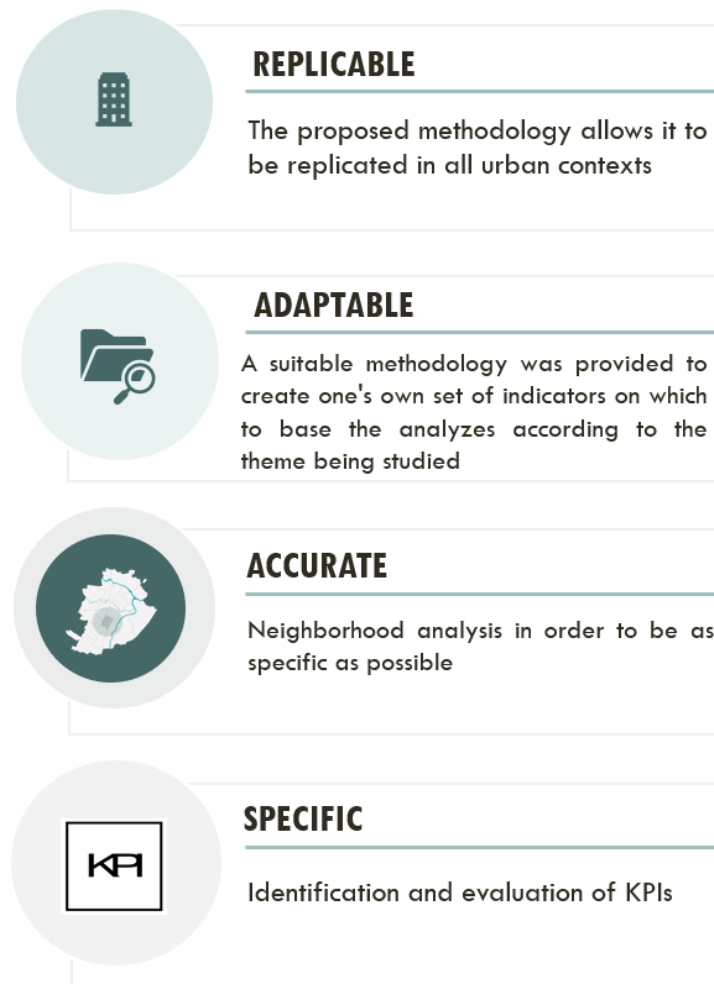 REPLICABLE
The proposed methodology allows it to
be replicated in all urban contexts
ADAPTABLE
A suitable methodology was provided to
create one's own set of indicators on which
to base the analyzes according to the
theme being studied
ACCURATE
Neighborhood analysis in order to be as
specific as possible
SPECIFIC
KPI
Identification and evaluation of KPIs